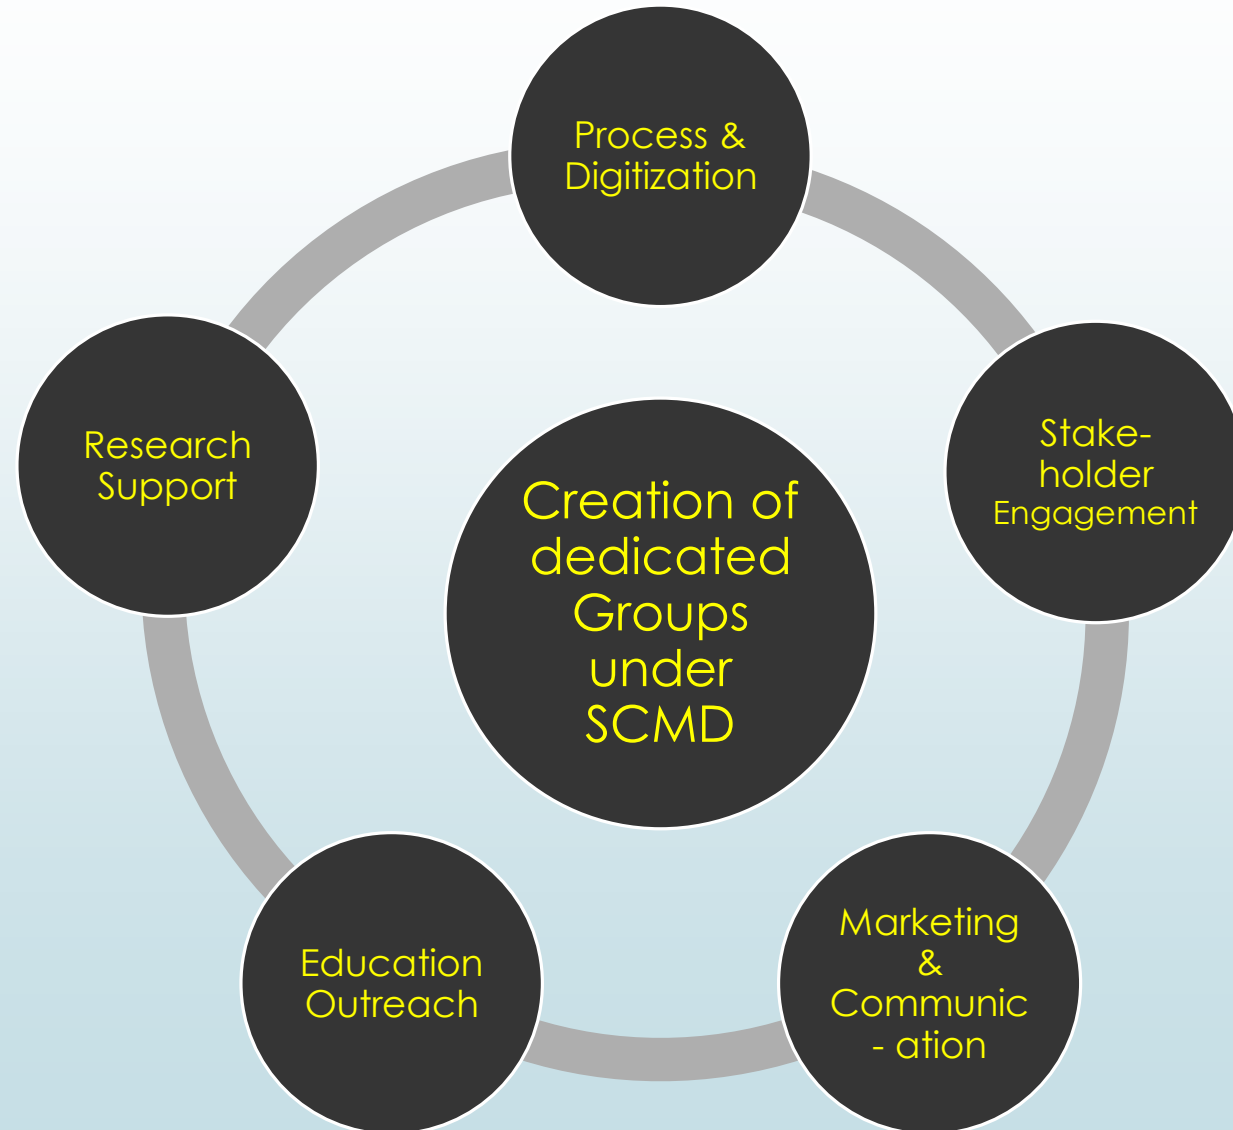 Process &
Digitization
Stake-
holder
Engagement
Research
Support
Creation of
dedicated
Groups
under
SCMD
Marketing
&
Communic
- ation
Education
Outreach